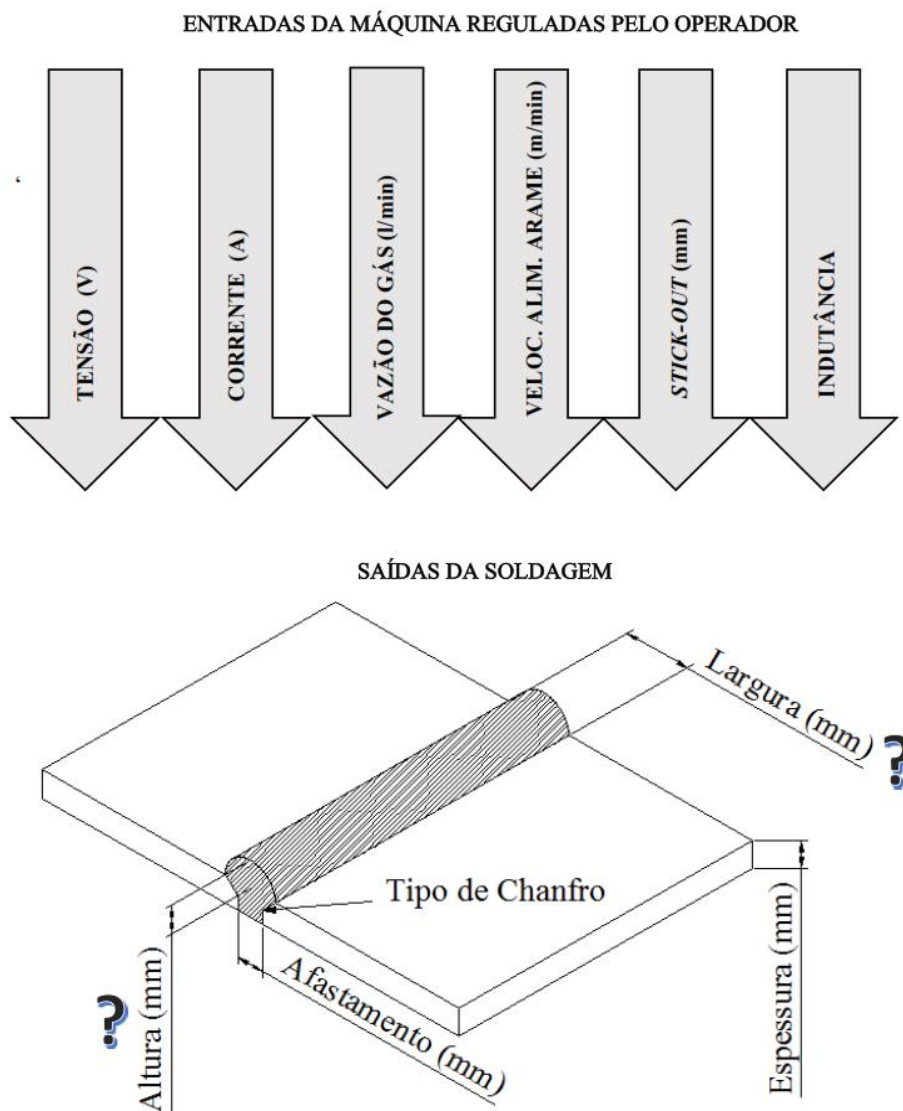 ENTRADAS DA MÁQUINA REGULADAS PELO OPERADOR
TENSÃO (V)
CORRENTE (A)
VAZÃO DO GÁS (l/min)
VELOC. ALIM. ARAME (m/min)
STICK-OUT (mm)
INDUTÂNCIA
SAÍDAS DA SOLDAGEM
Largura (mm)
?
Tipo de Chanfro
Afastamento (mm)
Espessura (mm)
?
Altura (mm)